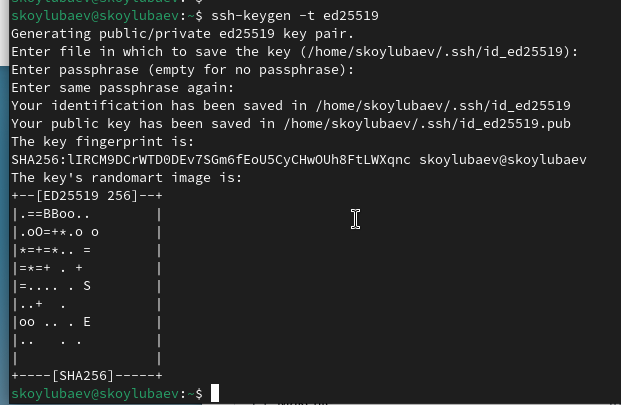 skoylubaev@skoylubaev:~$ ssh-keygen -t ed25519
Generating public/private ed25519 key pair.
Enter file in which to save the key (/home/skoylubaev/.ssh/id_ed25519):
Enter passphrase (empty for no passphrase):
Enter same passphrase again:
Your identification has been saved in /home/skoylubaev/.ssh/id_ed25519
Your public key has been saved in /home/skoylubaev/.ssh/id_ed25519.pub
The key fingerprint is:
SHA256:lIRCM9DCrWTD0DEv7SGm6fEoU5CyCHwOUh8FtLWXqnc skoylubaev@skoylubaev
The key's randomart image is:
+--[ED25519 256]--+
|.==BBoo..        |
|.oO=+*.o o       |
|*=+=*.. =        |
|=*=+ . +         |
|=.... . S        |
|..+  .           |
|oo .. . E        |
|..   . .         |
|                 |
+----[SHA256]-----+
skoylubaev@skoylubaev:~$